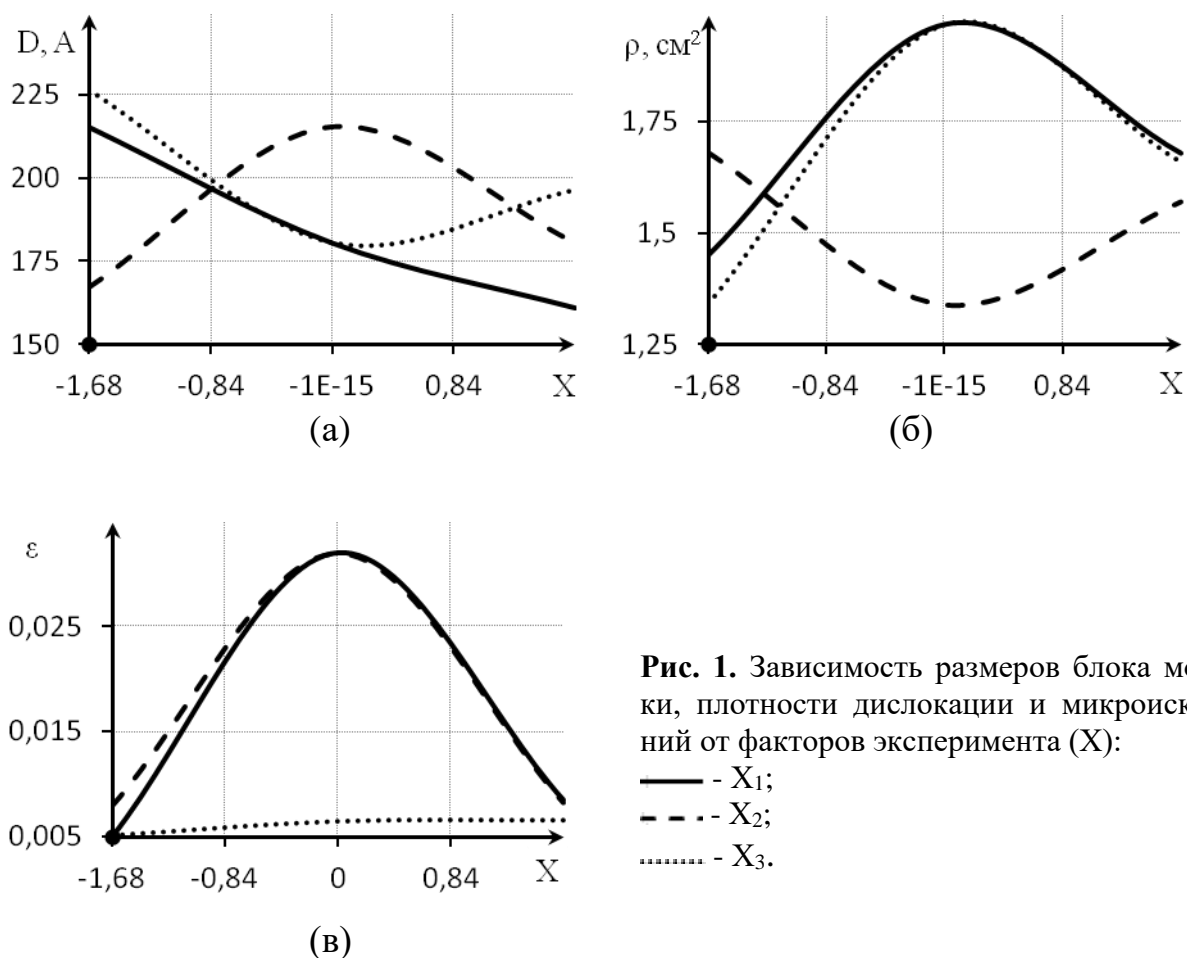 D, А
225
200
175
150
-1,68 -0,84 -1E-15 0,84 X
(а)
ρ, см²
1,75
1,5
1,25
-1,68 -0,84 -1E-15 0,84 X
(б)
ε
0,025
0,015
0,005
-1,68 -0,84 0 0,84 X
(в)
Рис. 1. Зависимость размеров блока
ки, плотности дислокации и
ний от факторов эксперимента (X):
- X₁;
- X₂;
- X₃.